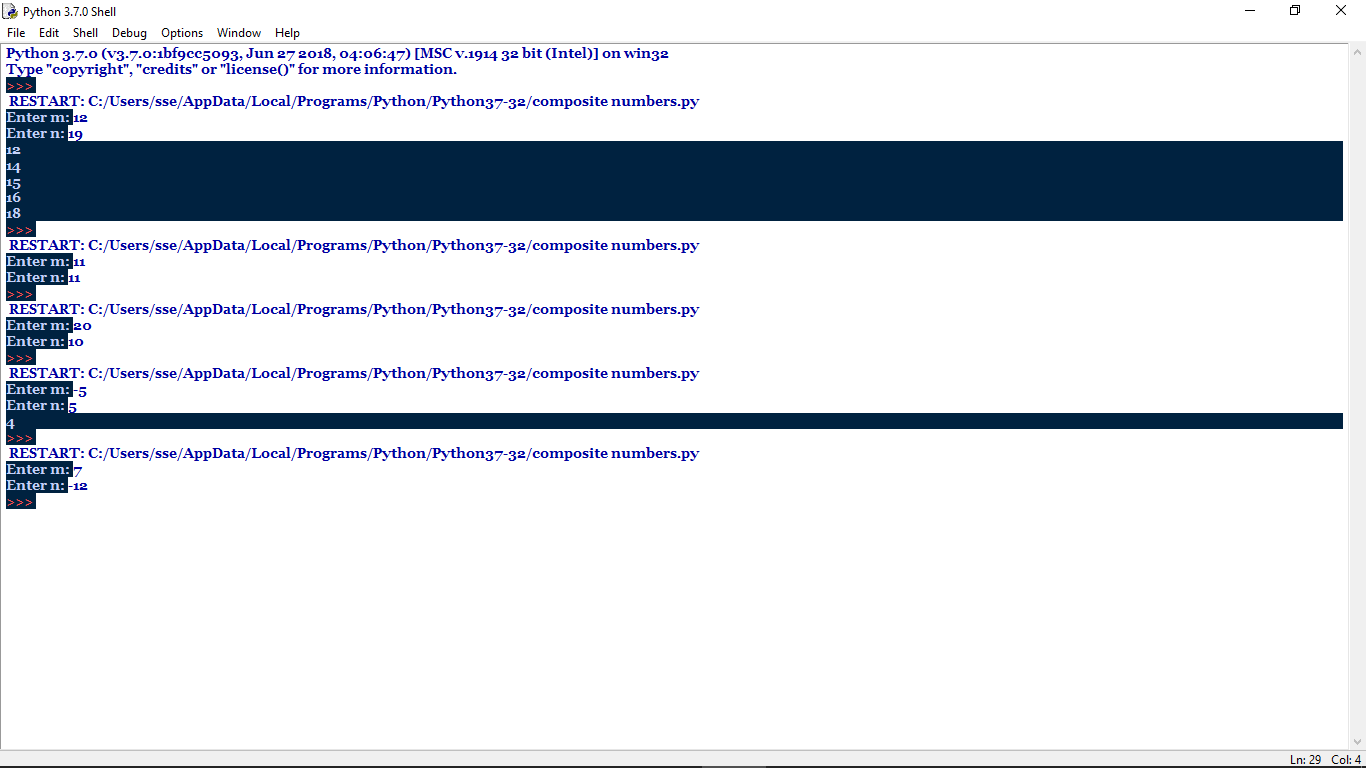 Python 3.7.0 Shell
File Edit Shell Debug Options Window Help
Python 3.7.0 (v3.7.0:1bf9cc5093, Jun 27 2018, 04:06:47) [MSC v.1914 32 bit (Intel)] on win32
Type "copyright", "credits" or "license()" for more information.
>>>
RESTART: C:/Users/sse/AppData/Local/Programs/Python/Python37-32/composite numbers.py
Enter m: 12
Enter n: 19
12
14
15
16
18
>>>
RESTART: C:/Users/sse/AppData/Local/Programs/Python/Python37-32/composite numbers.py
Enter m: 11
Enter n: 11
>>>
RESTART: C:/Users/sse/AppData/Local/Programs/Python/Python37-32/composite numbers.py
Enter m: 20
Enter n: 10
>>>
RESTART: C:/Users/sse/AppData/Local/Programs/Python/Python37-32/composite numbers.py
Enter m: -5
Enter n: 5
4
>>>
RESTART: C:/Users/sse/AppData/Local/Programs/Python/Python37-32/composite numbers.py
Enter m: 7
Enter n: -12
>>>
Ln: 29 Col: 4